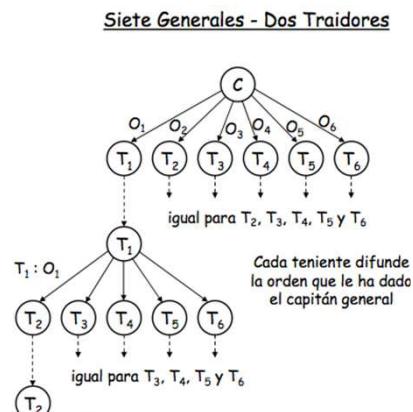 Siete Generales - Dos Traidores
C
O1 O2 O3 O4 O5 O6
T1 T2 T3 T4 T5 T6
igual para T2, T3, T4, T5 y T6
T1
Cada teniente difunde
la orden que le ha dado
el capitán general
T1 : O1
T2 T3 T4 T5 T6
igual para T3, T4, T5 y T6
T2